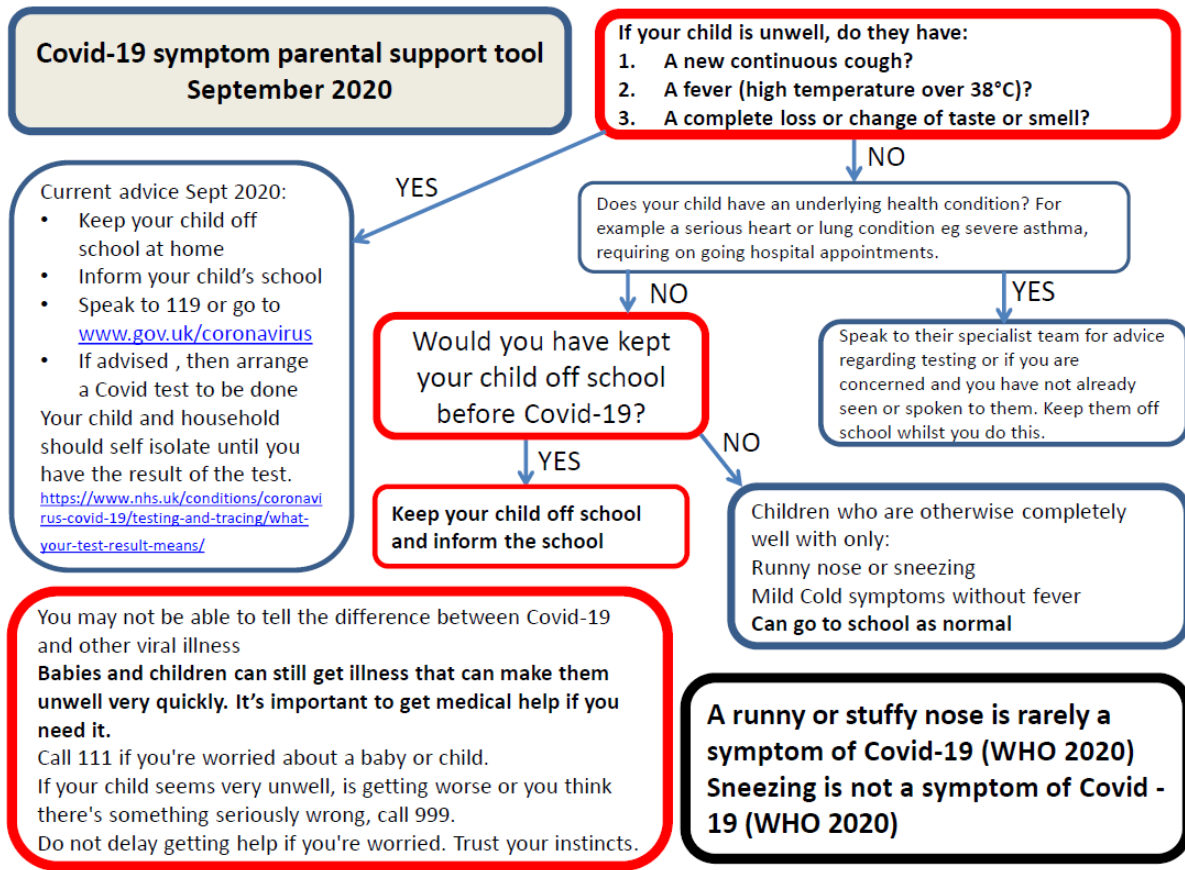 Covid-19 symptom parental support tool
September 2020
If your child is unwell, do they have:
1. A new continuous cough?
2. A fever (high temperature over 38°C)?
3. A complete loss or change of taste or smell?
YES
NO
Current advice Sept 2020:
• Keep your child off
school at home
• Inform your child's school
• Speak to 119 or go to
www.gov.uk/coronavirus
• If advised , then arrange
a Covid test to be done
Your child and household
should self isolate until you
have the result of the test.
https://www.nhs.uk/conditions/coronavi
rus-covid-19/testing-and-tracing/what-
your-test-result-means/
Does your child have an underlying health condition? For
example a serious heart or lung condition eg severe asthma,
requiring on going hospital appointments.
NO
YES
Would you have kept
your child off school
before Covid-19?
Speak to their specialist team for advice
regarding testing or if you are
concerned and you have not already
seen or spoken to them. Keep them off
school whilst you do this.
YES
NO
Keep your child off school
and inform the school
Children who are otherwise completely
well with only:
Runny nose or sneezing
Mild Cold symptoms without fever
Can go to school as normal
You may not be able to tell the difference between Covid-19
and other viral illness
Babies and children can still get illness that can make them
unwell very quickly. It's important to get medical help if you
need it.
Call 111 if you're worried about a baby or child.
If your child seems very unwell, is getting worse or you think
there's something seriously wrong, call 999.
Do not delay getting help if you're worried. Trust your instincts.
A runny or stuffy nose is rarely a
symptom of Covid-19 (WHO 2020)
Sneezing is not a symptom of Covid -
19 (WHO 2020)